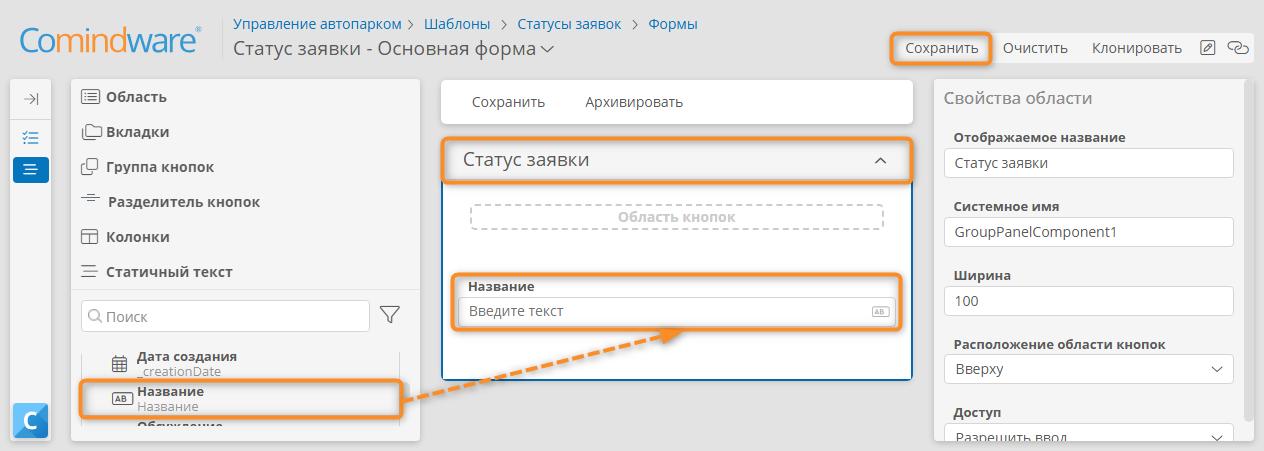 Comindware®
Управление автопарком > Шаблоны > Статусы заявок > Формы
Статус заявки - Основная форма
Сохранить
Очистить
Клонировать
Область
Вкладки
Группа кнопок
Разделитель кнопок
Колонки
Статичный текст
Поиск
Дата создания
_creationDate
AB
Название
Название
Обсуждение
C
Сохранить
Архивировать
Статус заявки
Область кнопок
Название
Введите текст
AB
Свойства области
Отображаемое название
Статус заявки
Системное имя
GroupPanelComponent1
Ширина
100
Расположение области кнопок
Вверху
Доступ
Разрешить ввод